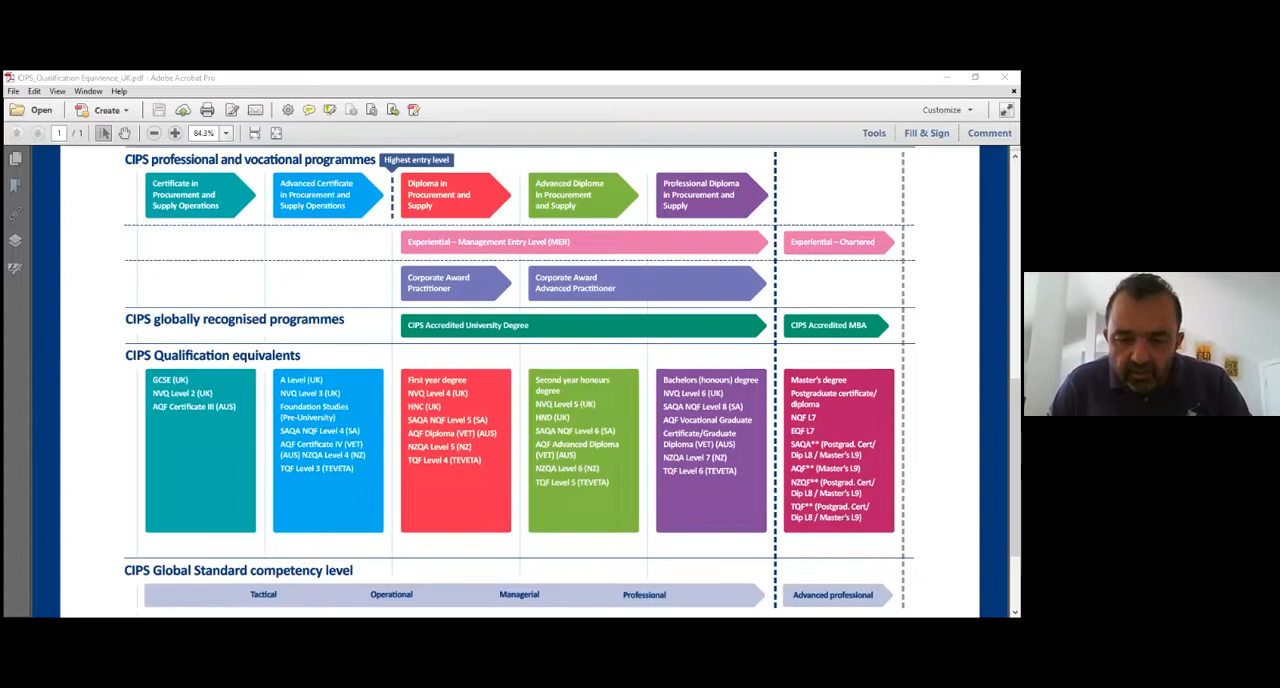 CIPS_Qualification Equivlence_UK.pdf - Adobe Acrobat Pro
File Edit View Window Help
Open Create Customize
1 / 1 84.3% Tools Fill & Sign Comment
CIPS professional and vocational programmes
Highest entry level
Certificate in
Procurement and
Supply Operations
Advanced Certificate
in Procurement and
Supply Operations
Diploma in
Procurement and
Supply
Advanced Diploma
in Procurement
and Supply
Professional Diploma
in Procurement and
Supply
Experiential – Management Entry Level (MER)
Experiential – Chartered
Corporate Award
Practitioner
Corporate Award
Advanced Practitioner
CIPS globally recognised programmes
CIPS Accredited University Degree
CIPS Accredited MBA
CIPS Qualification equivalents
GCSE (UK)
NVQ Level 2 (UK)
AQF Certificate III (AUS)
A Level (UK)
NVQ Level 3 (UK)
Foundation Studies
(Pre-University)
SAQA NQF Level 4 (SA)
AQF Certificate IV (VET)
(AUS) NZQA Level 4 (NZ)
TQF Level 3 (TEVETA)
First year degree
NVQ Level 4 (UK)
HNC (UK)
SAQA NQF Level 5 (SA)
AQF Diploma (VET) (AUS)
NZQA Level 5 (NZ)
TQF Level 4 (TEVETA)
Second year honours
degree
NVQ Level 5 (UK)
HND (UK)
SAQA NQF Level 6 (SA)
AQF Advanced Diploma
(VET) (AUS)
NZQA Level 6 (NZ)
TQF Level 5 (TEVETA)
Bachelors (honours) degree
NVQ Level 6 (UK)
SAQA NQF Level 8 (SA)
AQF Vocational Graduate
Certificate/Graduate
Diploma (VET) (AUS)
NZQA Level 7 (NZ)
TQF Level 6 (TEVETA)
Master's degree
Postgraduate certificate/
diploma
NQF L7
EQF L7
SAQA** (Postgrad. Cert/
Dip L8 / Master's L9)
AQF** (Master's L9)
NZQF** (Postgrad. Cert/
Dip L8 / Master's L9)
TQF** (Postgrad. Cert/
Dip L8 / Master's L9)
CIPS Global Standard competency level
Tactical Operational Managerial Professional Advanced professional